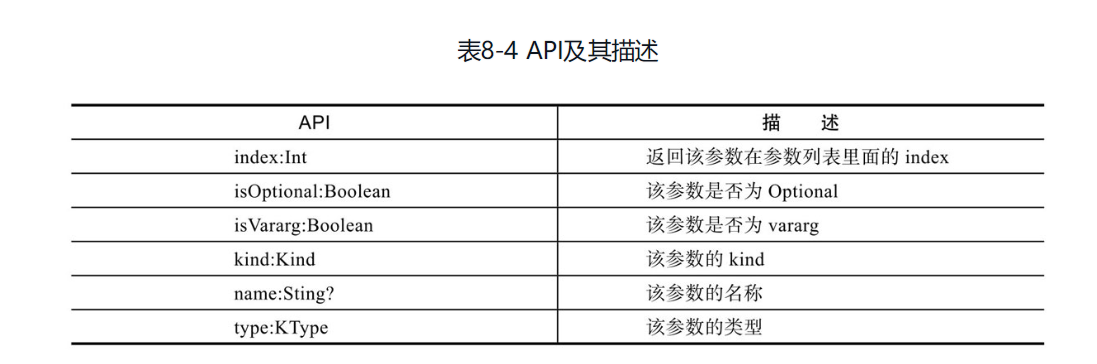 表8-4 API及其描述
API 描 述
index:Int 返回该参数在参数列表里面的 index
isOptional:Boolean 该参数是否为 Optional
isVararg:Boolean 该参数是否为 vararg
kind:Kind 该参数的 kind
name:Sting? 该参数的名称
type:KType 该参数的类型